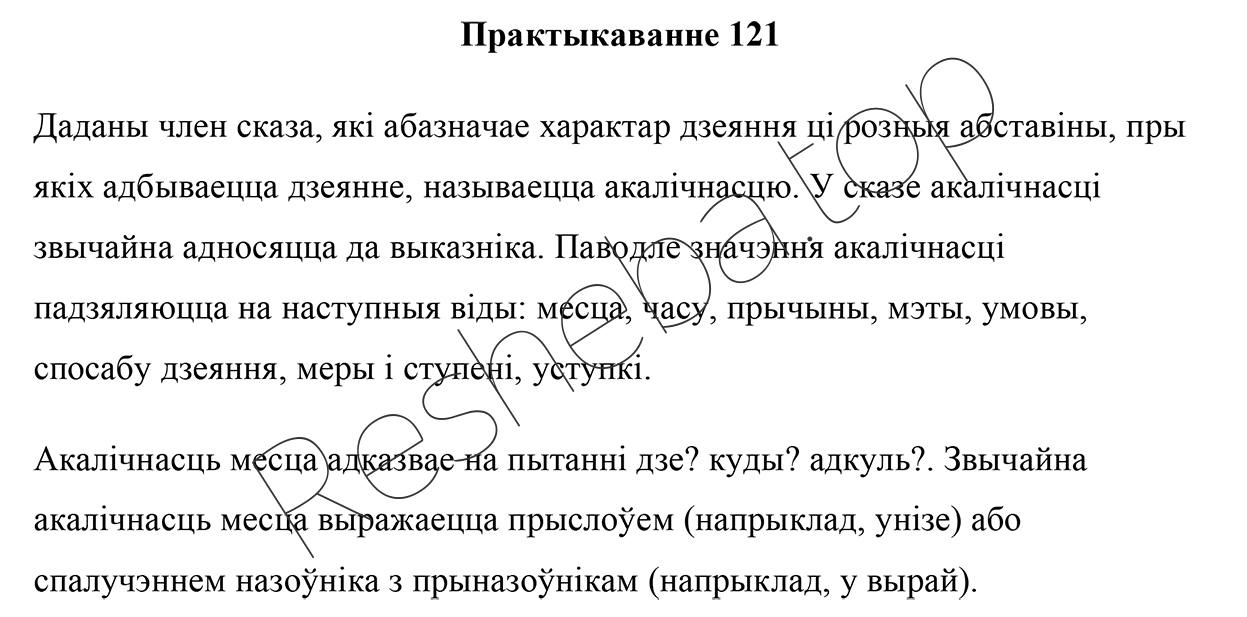 Практыкаванне 121
Даданы член сказа, які абазначае характар дзеяння ці розныя абставіны, пры
якіх адбываецца дзеянне, называецца акалічнасцю. У сказе акалічнасці
звычайна адносяцца да выказніка. Паводле значэння акалічнасці
падзяляюцца на наступныя віды: месца, часу, прычыны, мэты, умовы,
спосабу дзеяння, меры і ступені, уступкі.
Акалічнасць месца адказвае на пытанні дзе? куды? адкуль?. Звычайна
акалічнасць месца выражаецца прыслоўем (напрыклад, унізе) або
спалучэннем назоўніка з прыназоўнікам (напрыклад, у вырай).
Resheba.top